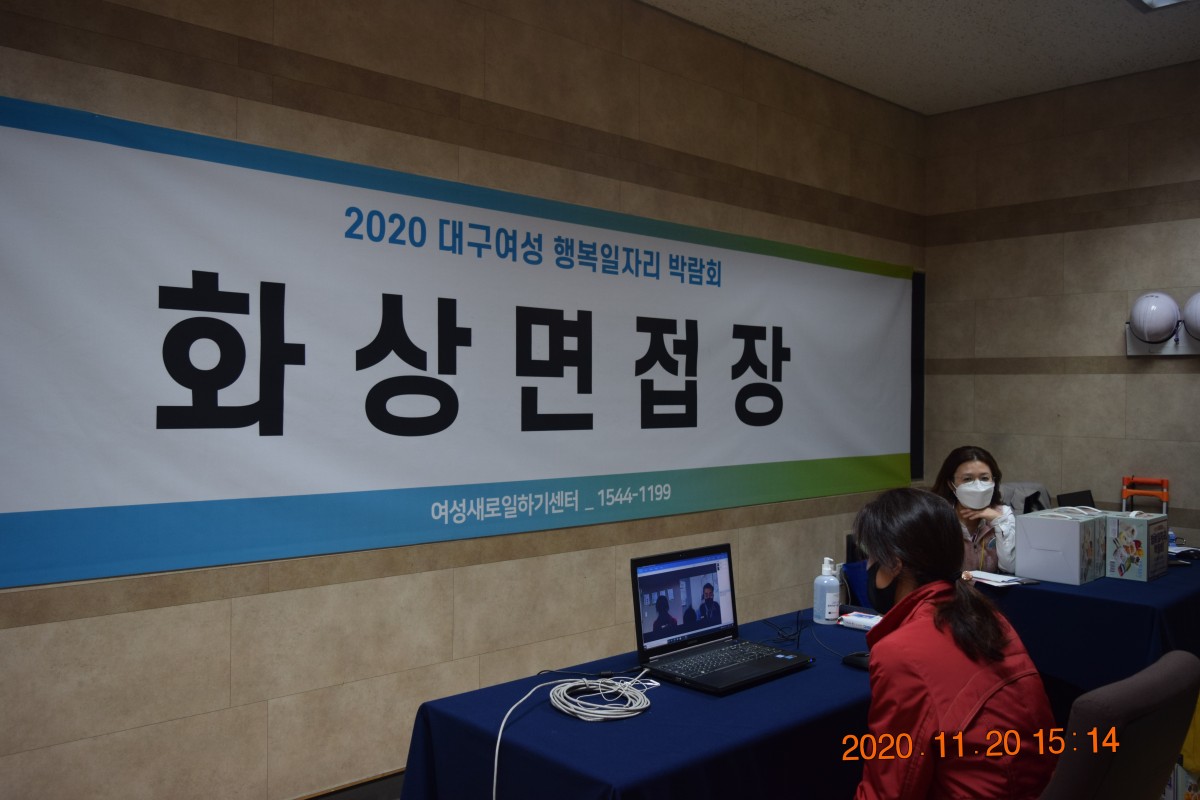 2020 대구여성 행복일자리 박람회
화상면접장
여성새로일하기센터 _ 1544-1199
2020. 11. 20 15:14